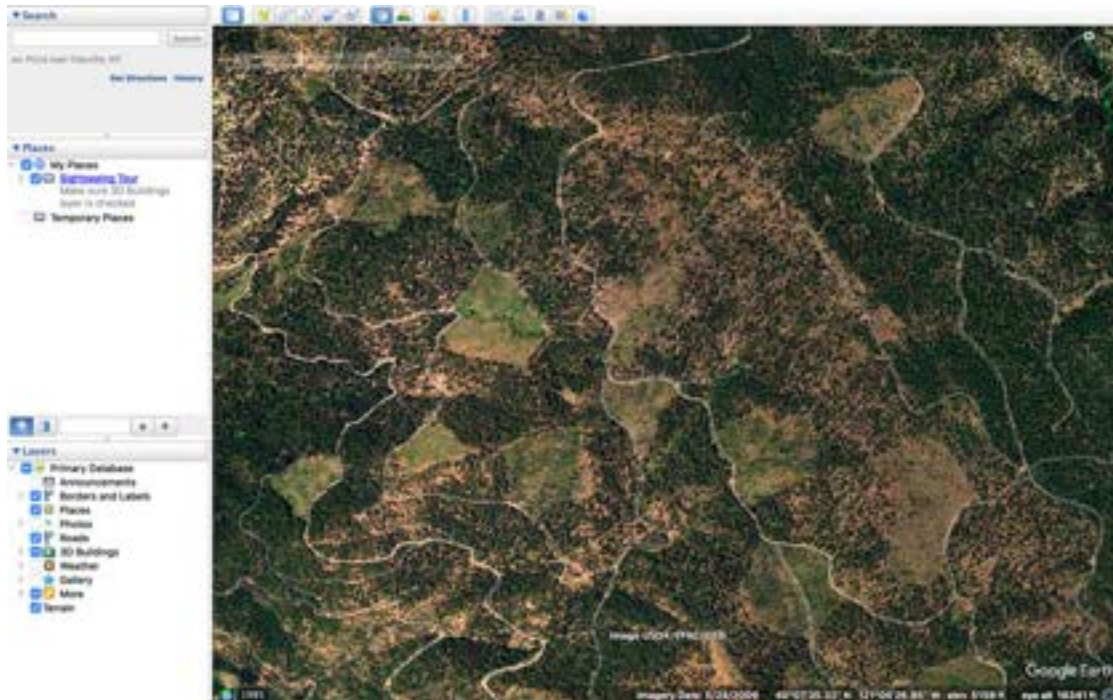 Search
Search
Get Directions History
Places
My Places
Sightseeing Tour
Make sure 3D Buildings
layer is checked
Temporary Places
Layers
Primary Database
Announcements
Borders and Labels
Places
Photos
Roads
3D Buildings
Weather
Gallery
More
Terrain
Google Earth